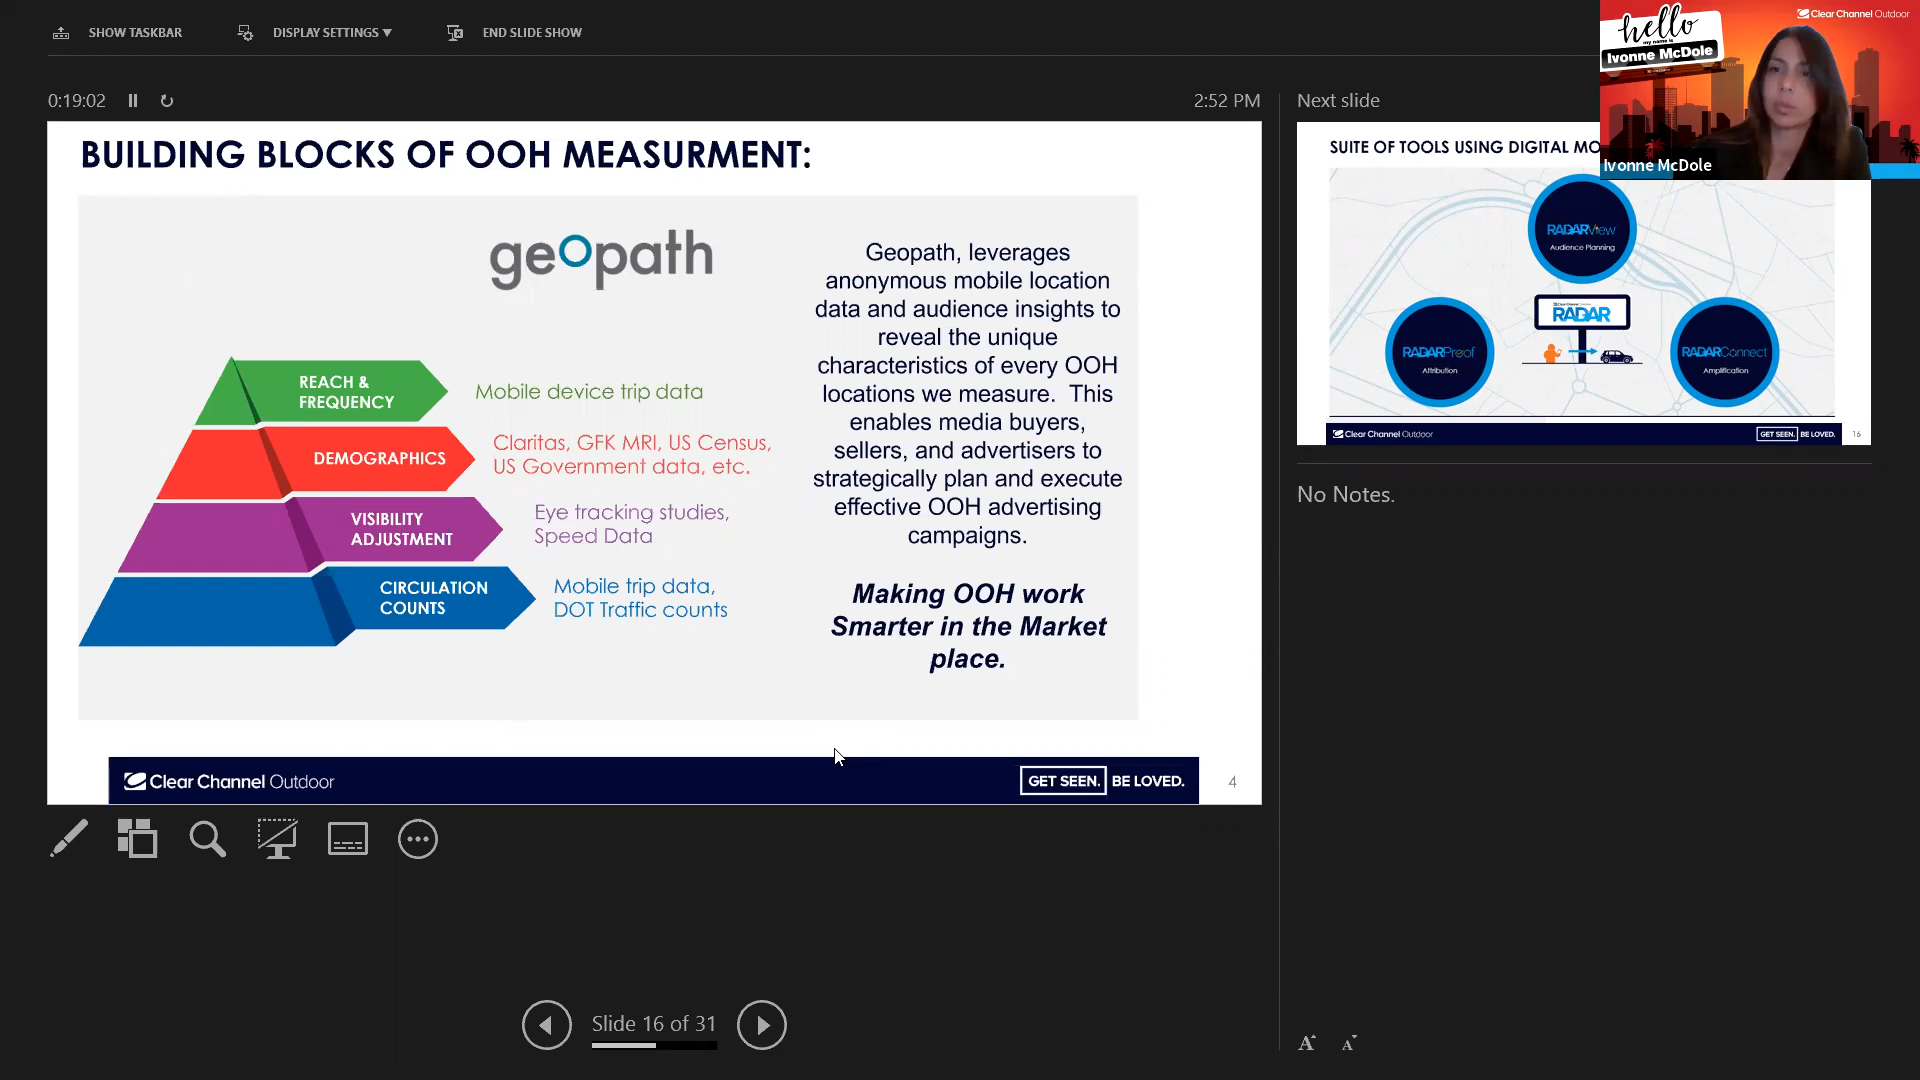 SHOW TASKBAR
DISPLAY SETTINGS ▼
END SLIDE SHOW
hello
my name is
Ivonne McDole
Clear Channel Outdoor
Ivonne McDole
0:19:02
2:52 PM
Next slide
BUILDING BLOCKS OF OOH MEASURMENT:
geopath
REACH &
FREQUENCY
Mobile device trip data
DEMOGRAPHICS
Claritas, GFK MRI, US Census,
US Government data, etc.
VISIBILITY
ADJUSTMENT
Eye tracking studies,
Speed Data
CIRCULATION
COUNTS
Mobile trip data,
DOT Traffic counts
Geopath, leverages
anonymous mobile location
data and audience insights to
reveal the unique
characteristics of every OOH
locations we measure. This
enables media buyers,
sellers, and advertisers to
strategically plan and execute
effective OOH advertising
campaigns.
Making OOH work
Smarter in the Market
place.
Clear Channel Outdoor
GET SEEN. BE LOVED.
4
SUITE OF TOOLS USING DIGITAL MO
RADARView
Audience Planning
RADAR
RADARProof
Attribution
RADARConnect
Amplification
Clear Channel Outdoor
GET SEEN. BE LOVED.
16
No Notes.
Slide 16 of 31
A
A